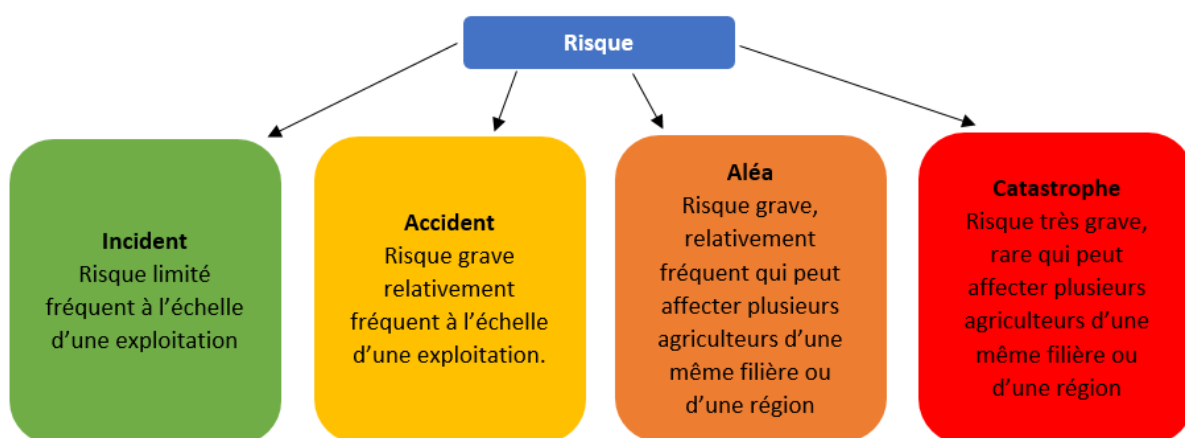 Risque
Incident
Risque limité
fréquent à l’échelle
d’une exploitation
Accident
Risque grave
relativement
fréquent à l’échelle
d’une exploitation.
Aléa
Risque grave,
relativement
fréquent qui peut
affecter plusieurs
agriculteurs d’une
même filière ou
d’une région
Catastrophe
Risque très grave,
rare qui peut
affecter plusieurs
agriculteurs d’une
même filière ou
d’une région